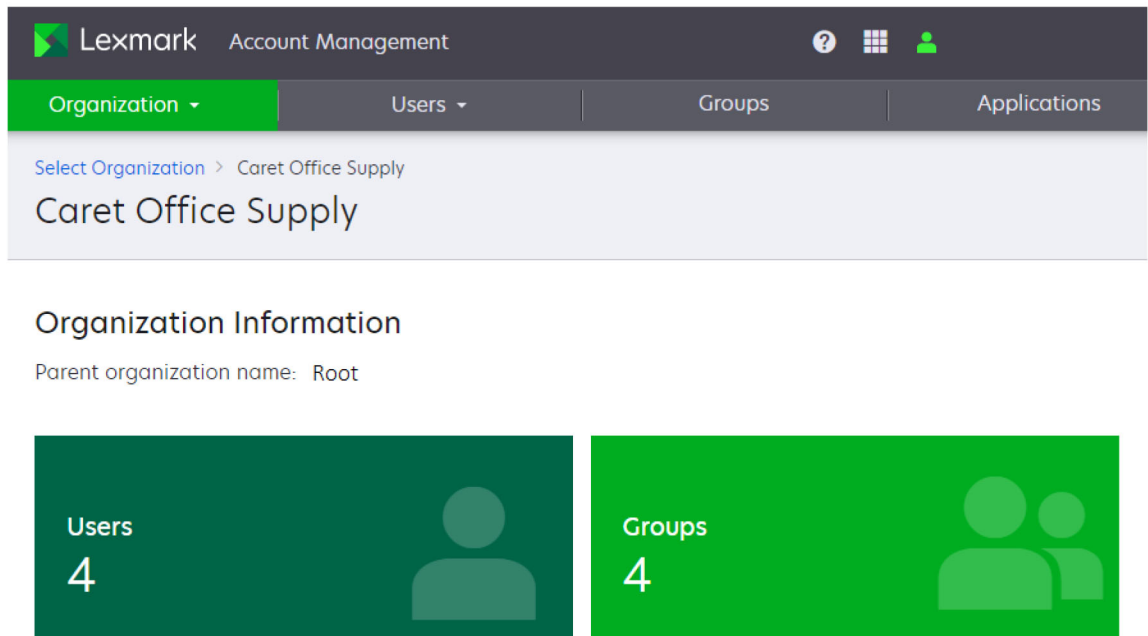 Lexmark Account Management
Organization Users Groups Applications
Select Organization > Caret Office Supply
Caret Office Supply
Organization Information
Parent organization name: Root
Users
4
Groups
4